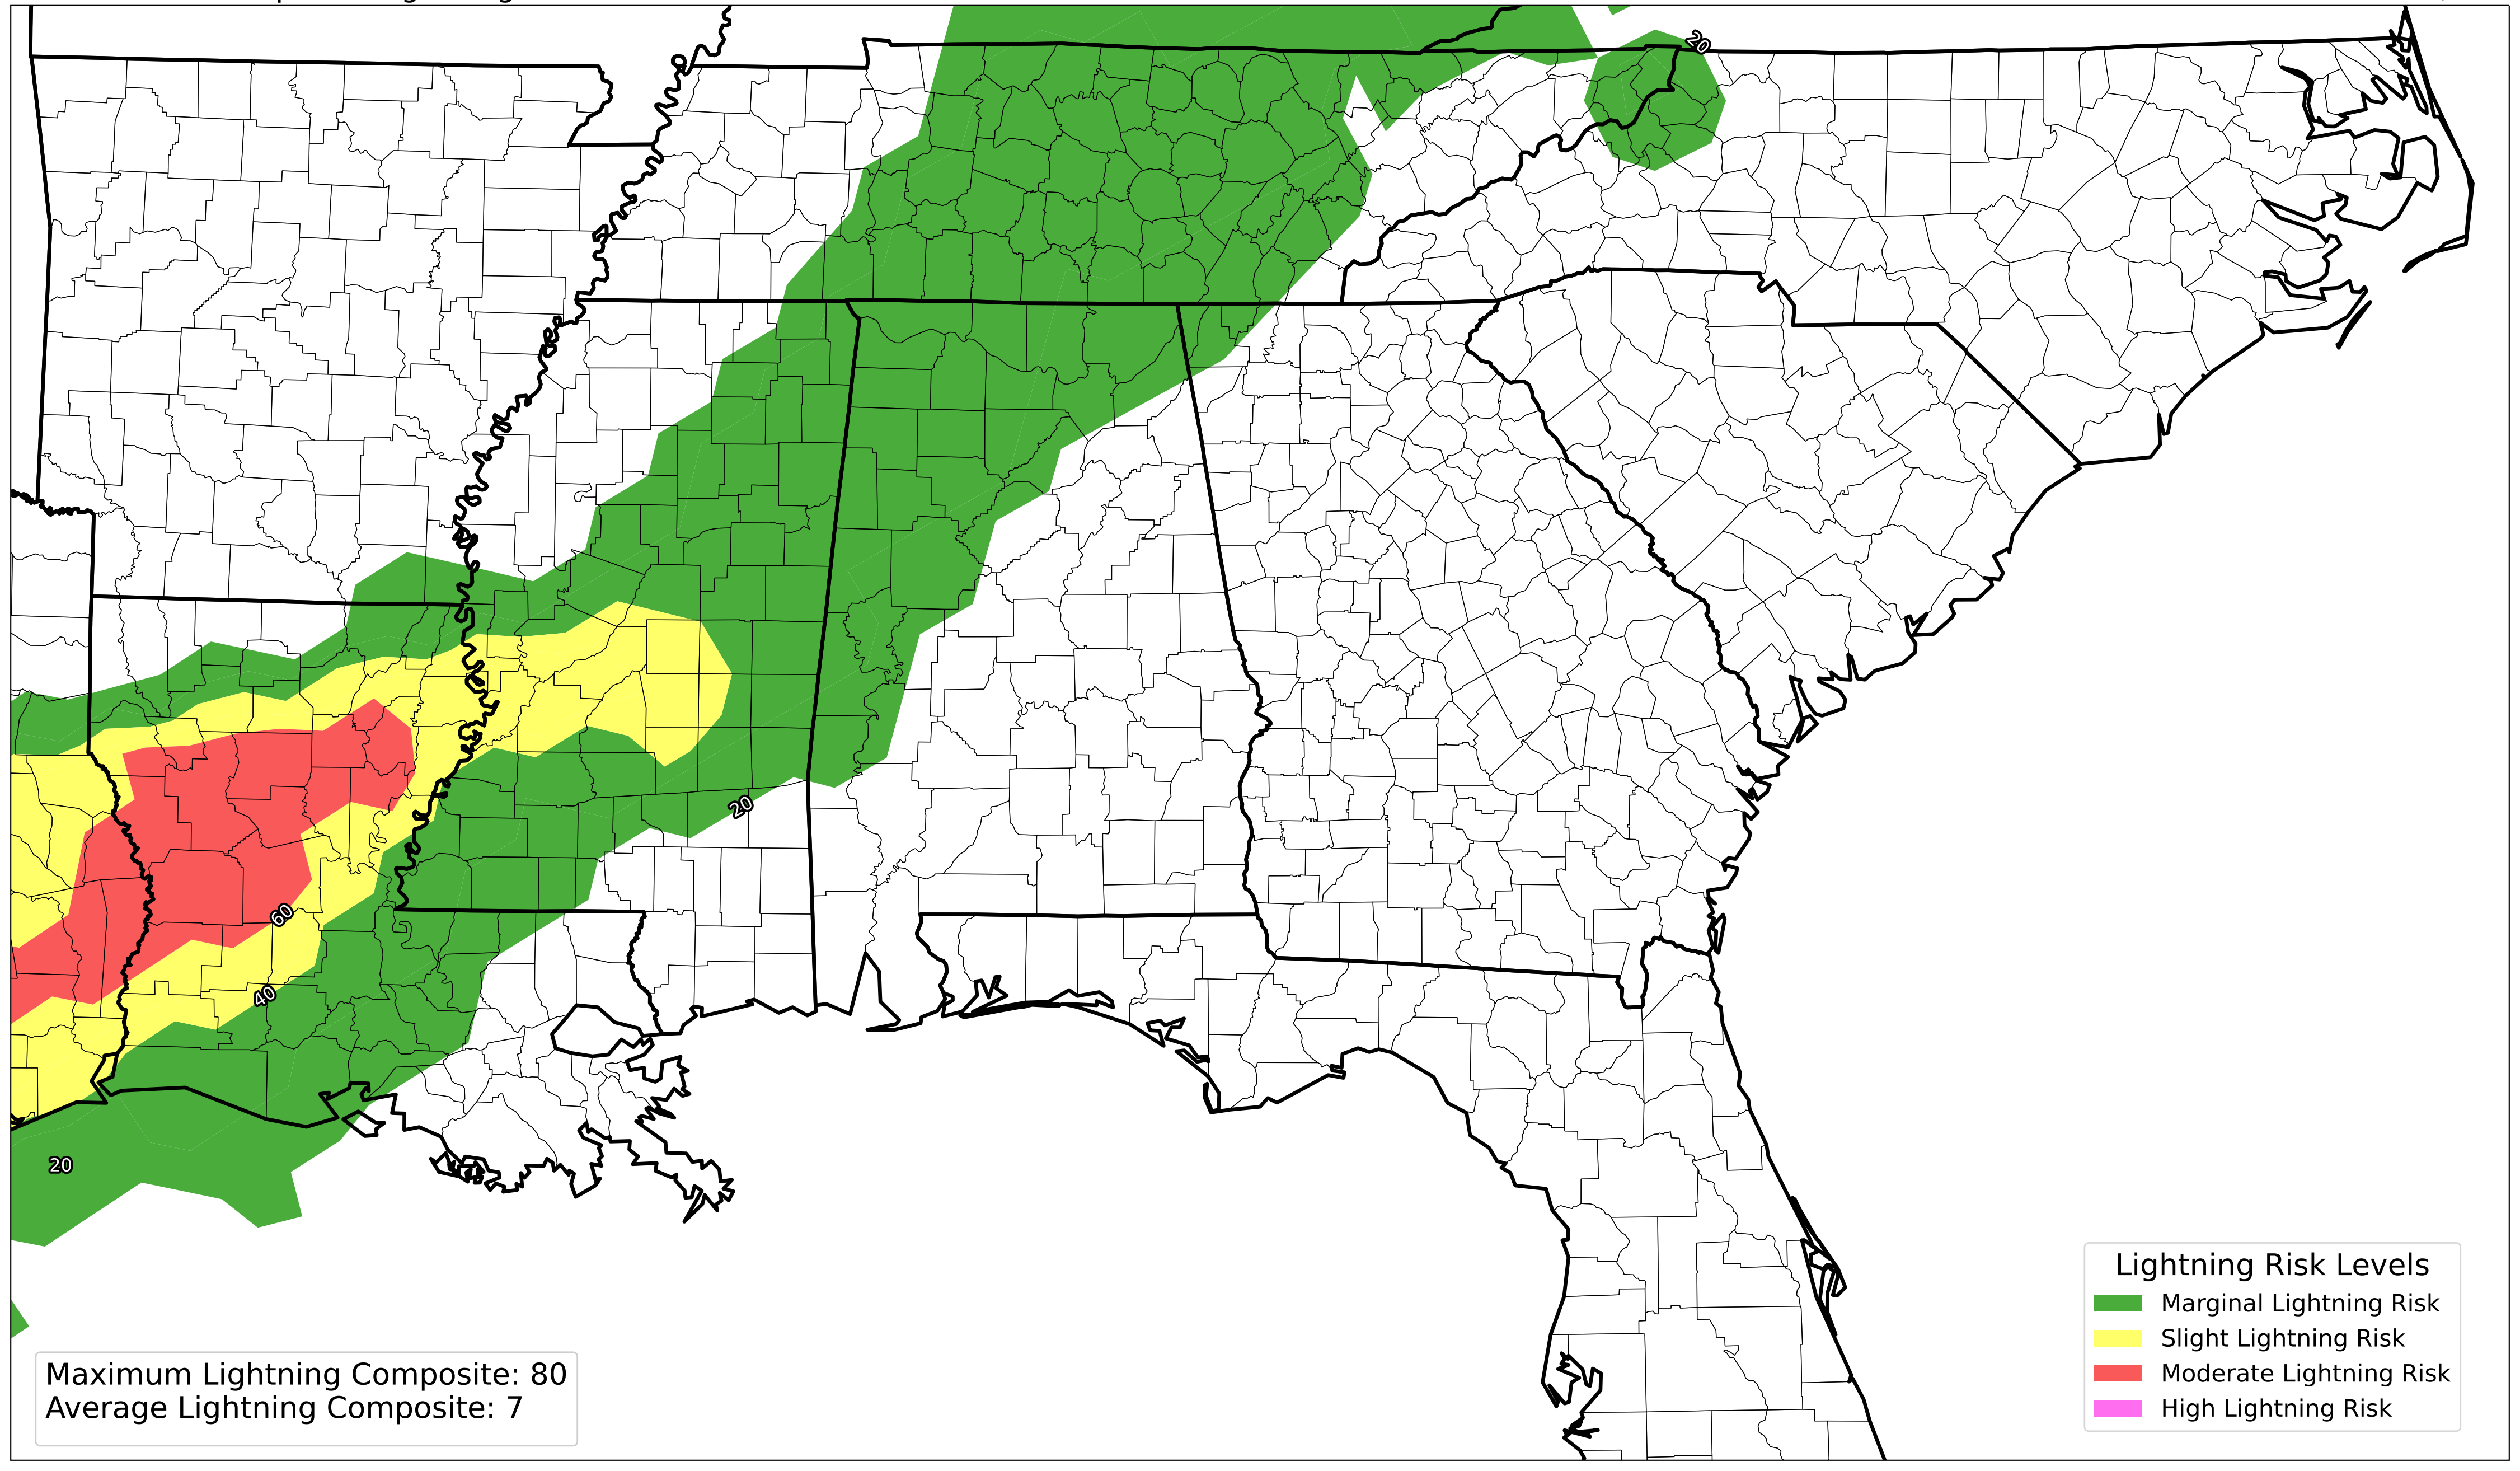 20
20
60
40
20
Lightning Risk Levels
Marginal Lightning Risk
Slight Lightning Risk
Moderate Lightning Risk
High Lightning Risk
Maximum Lightning Composite: 80
Average Lightning Composite: 7